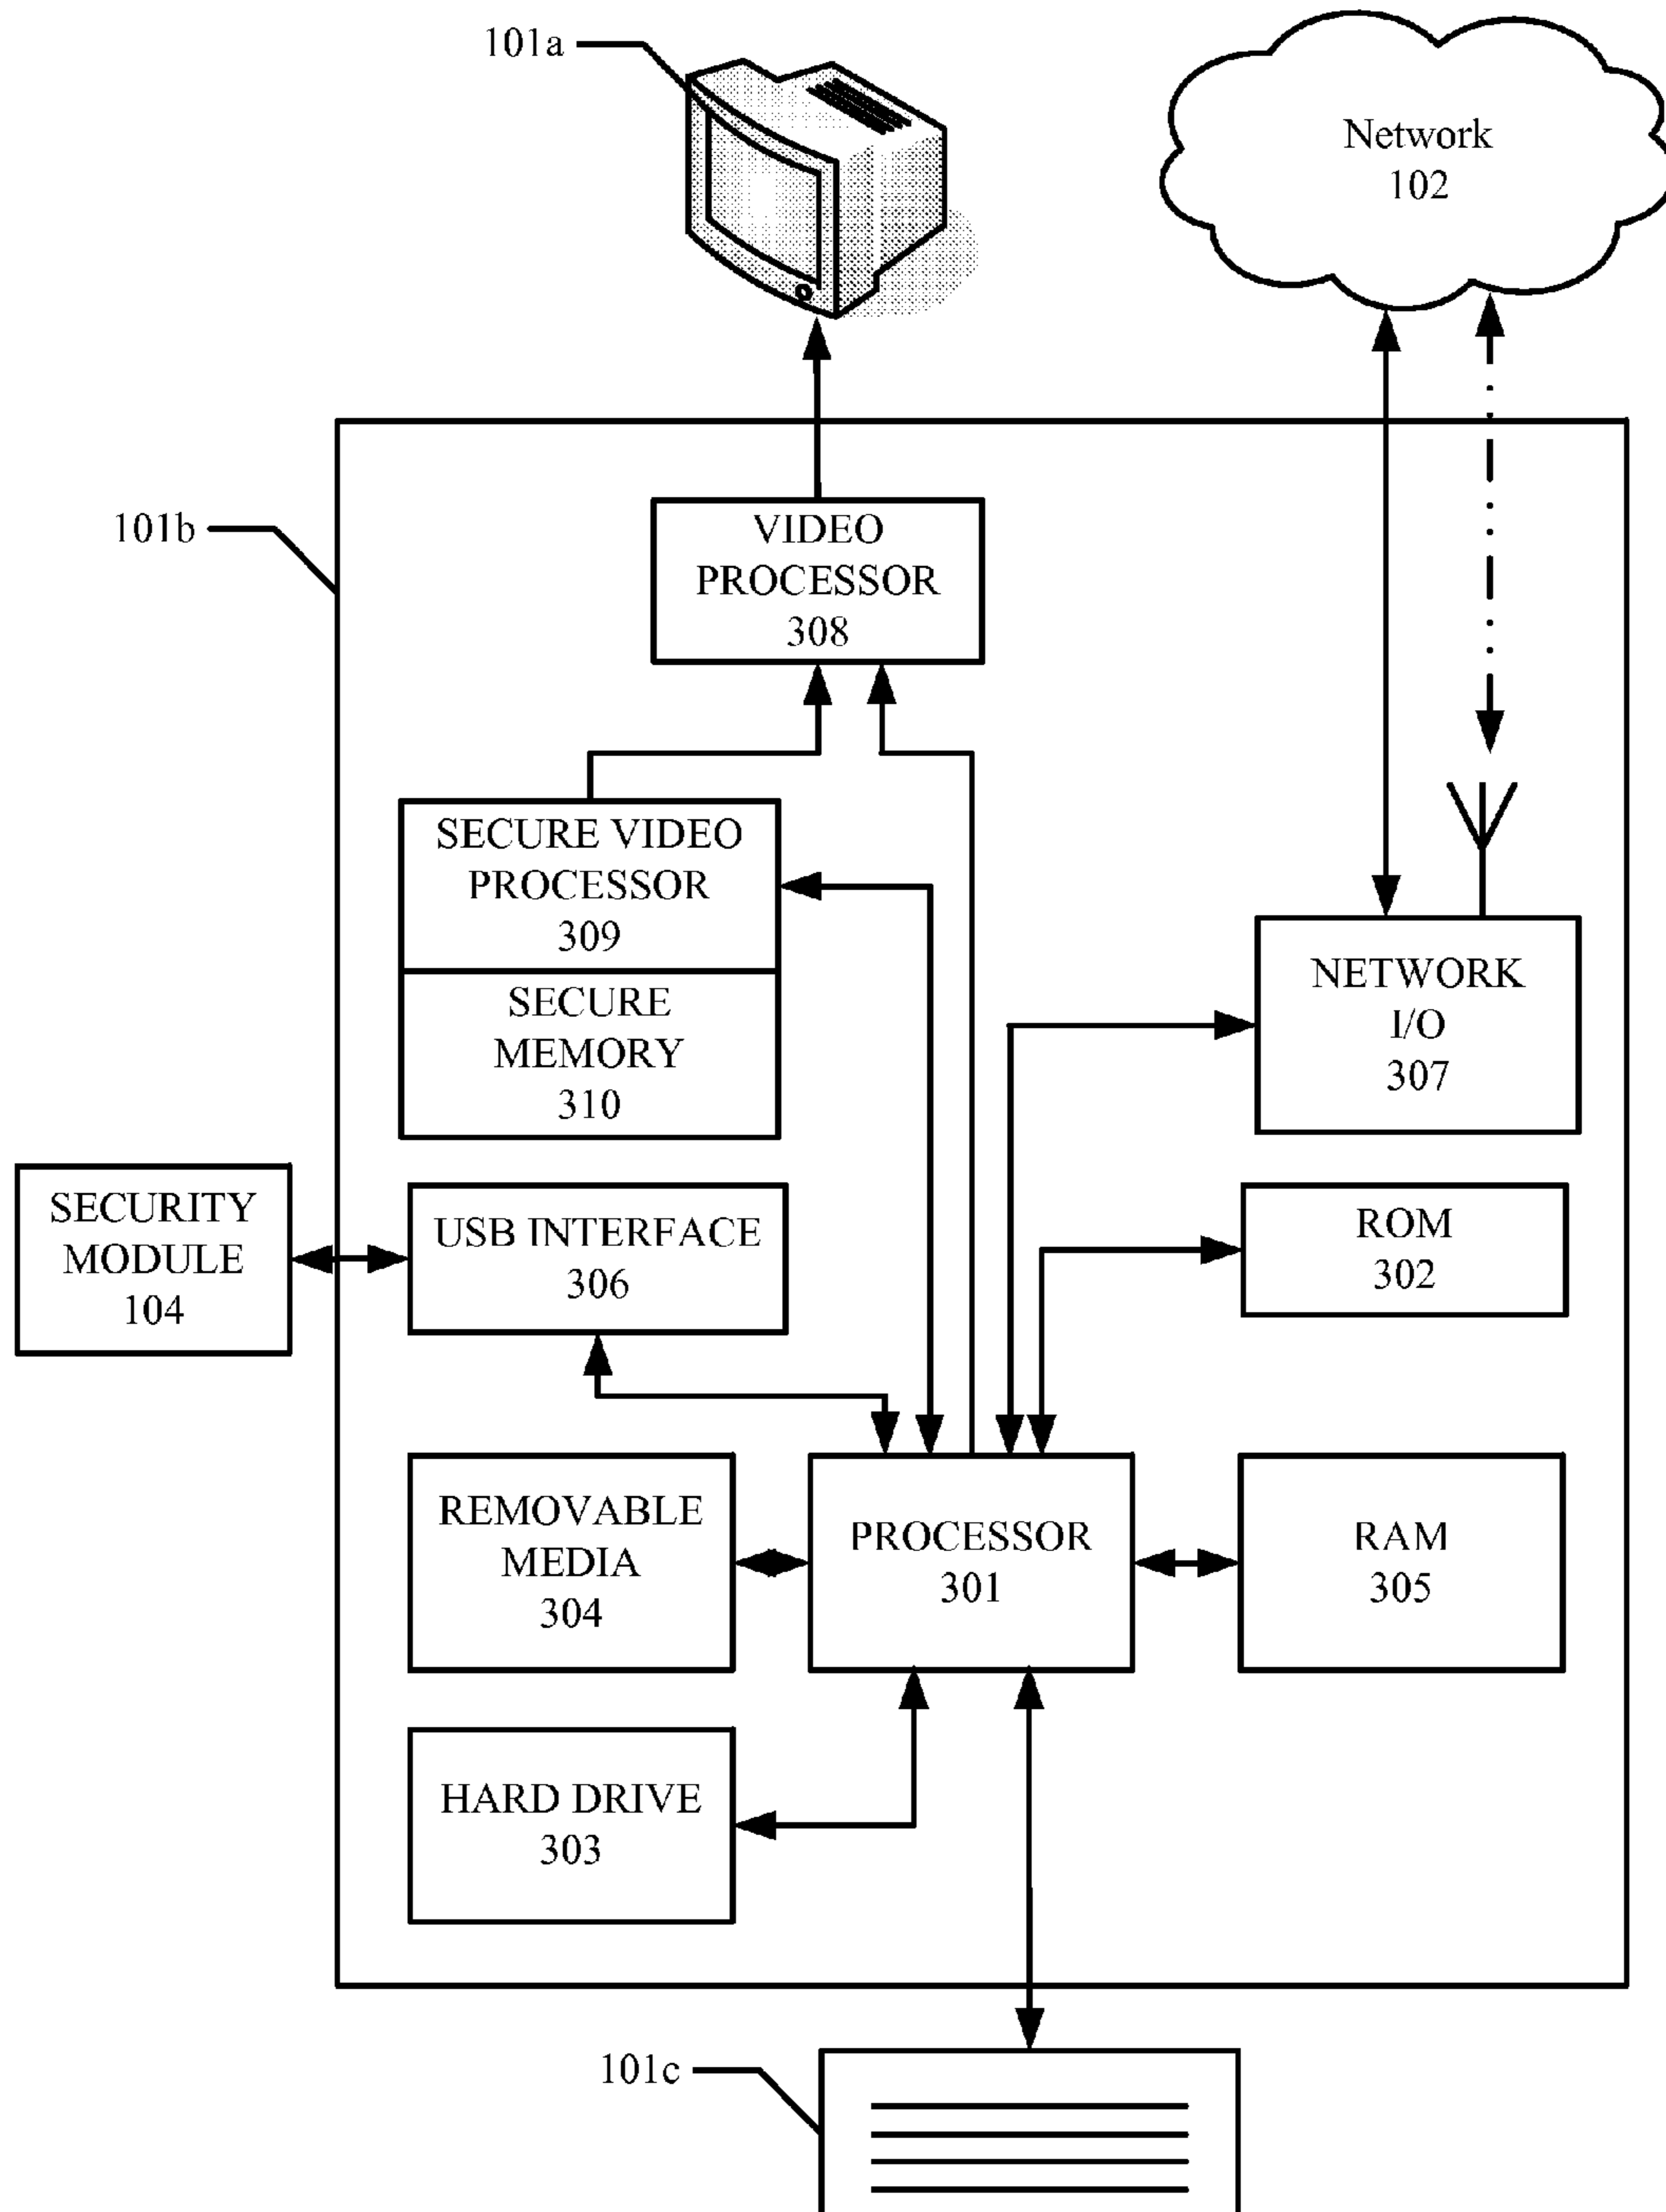 101a
Network
102
101b
VIDEO
PROCESSOR
308
SECURE VIDEO
PROCESSOR
309
SECURE
MEMORY
310
NETWORK
I/O
307
SECURITY
MODULE
104
USB INTERFACE
306
ROM
302
REMOVABLE
MEDIA
304
PROCESSOR
301
RAM
305
HARD DRIVE
303
101c